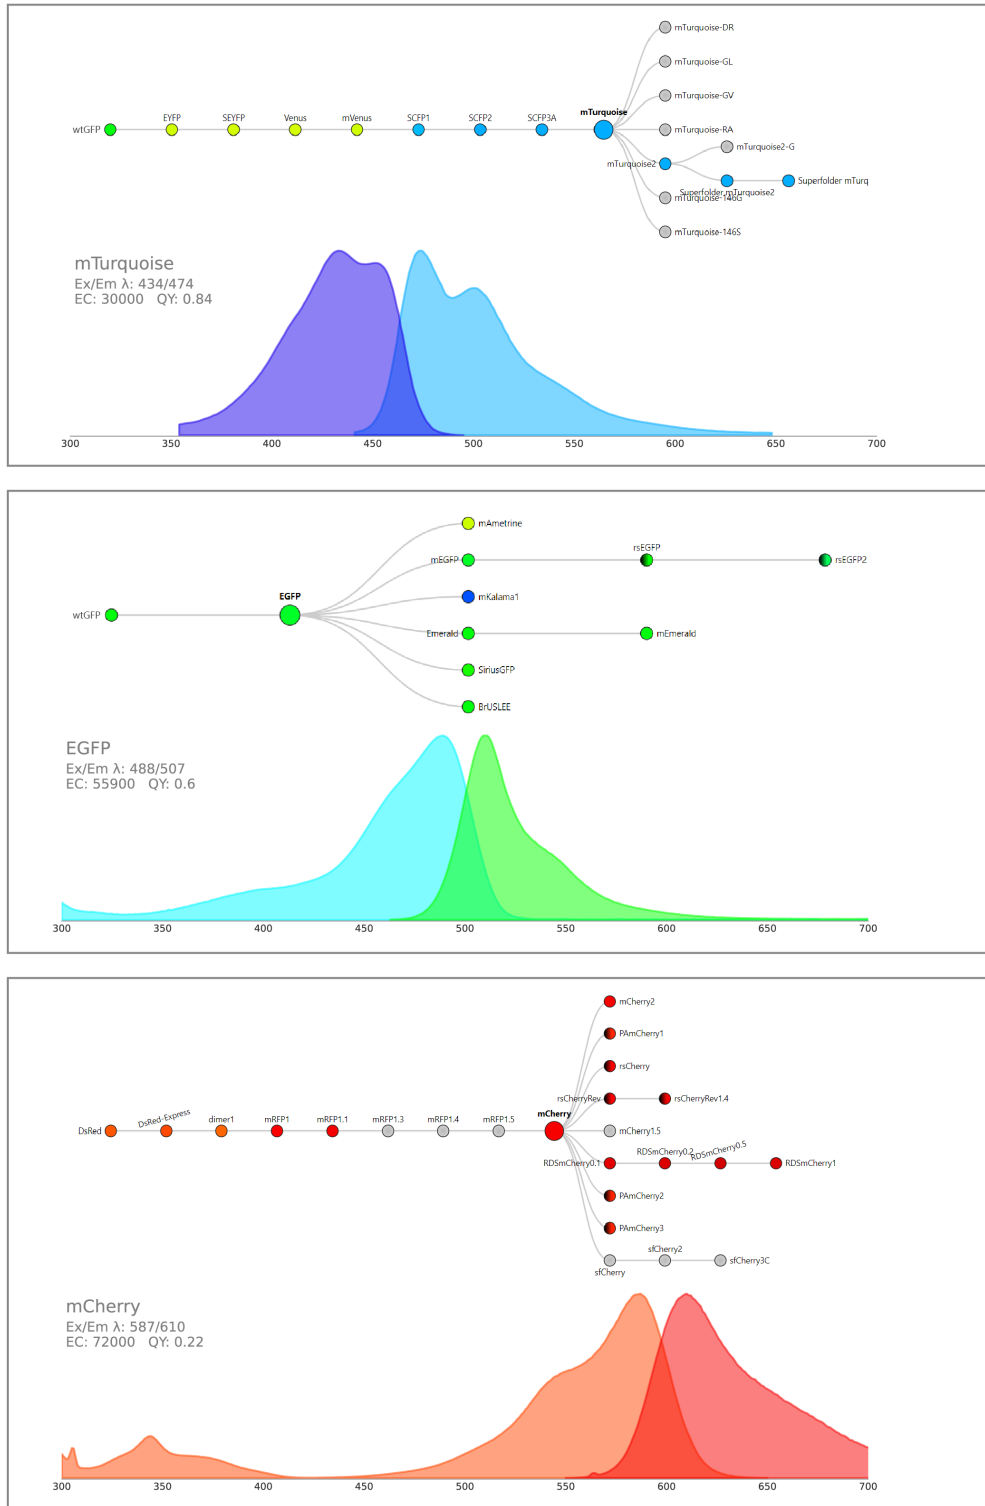 mTurquoise-DR
mTurquoise-GL
mTurquoise-GV
mTurquoise
EYFP SEYFP Venus mVenus SCFP1 SCFP2 SCFP3A
wtGFP
mTurquoise-RA
mTurquoise2-G
mTurquoise2
Superfolder mTurq
Superfolder mTurquoise2
mTurquoise-146G
mTurquoise-146S
mTurquoise
Ex/Em λ: 434/474
EC: 30000 QY: 0.84
300 350 400 450 500 550 600 650 700
mAmetrine
rsEGFP
mEGFP
rsEGFP2
EGFP
mKalama1
wtGFP
Emerald
mEmerald
SiriusGFP
BrUSLEE
EGFP
Ex/Em λ: 488/507
EC: 55900 QY: 0.6
300 350 400 450 500 550 600 650 700
mCherry2
PAmCherry1
rsCherry
rsCherryRev
rsCherryRev1.4
DsRed-Express dimer1 mRFP1 mRFP1.1 mRFP1.3 mRFP1.4 mRFP1.5 mCherry
DsRed
mCherry1.5
RDSmCherry0.2 RDSmCherry0.5
RDSmCherry0.1
RDSmCherry1
PAmCherry2
PAmCherry3
sfCherry2
sfCherry3C
sfCherry
mCherry
Ex/Em λ: 587/610
EC: 72000 QY: 0.22
300 350 400 450 500 550 600 650 700